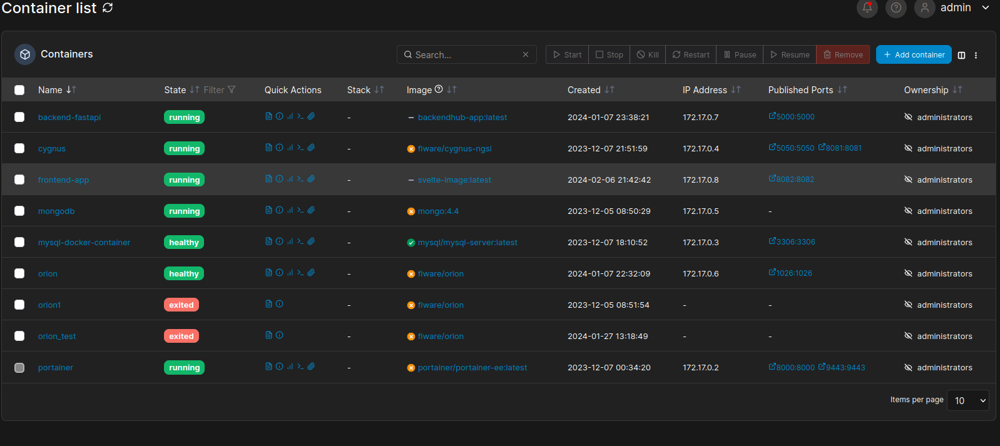 Container list
admin
Containers
Search...
Start Stop Kill Restart Pause Resume Remove
Add container
Name State Filter Quick Actions Stack Image Created IP Address Published Ports Ownership
backend-fastapi running - backendhub-app:latest 2024-01-07 23:38:21 172.17.0.7 5000:5000 administrators
cygnus running - fiware/cygnus-ngsi 2023-12-07 21:51:59 172.17.0.4 5050:5050 8081:8081 administrators
frontend-app running - svelte-image:latest 2024-02-06 21:42:42 172.17.0.8 8082:8082 administrators
mongodb running - mongo:4.4 2023-12-05 08:50:29 172.17.0.5 - administrators
mysql-docker-container healthy - mysql/mysql-server:latest 2023-12-07 18:10:52 172.17.0.3 3306:3306 administrators
orion healthy - fiware/orion 2024-01-07 22:32:09 172.17.0.6 1026:1026 administrators
orion1 exited - fiware/orion 2023-12-05 08:51:54 - - administrators
orion_test exited - fiware/orion 2024-01-27 13:18:49 - - administrators
portainer running - portainer/portainer-ee:latest 2023-12-07 00:34:20 172.17.0.2 8000:8000 9443:9443 administrators
Items per page 10